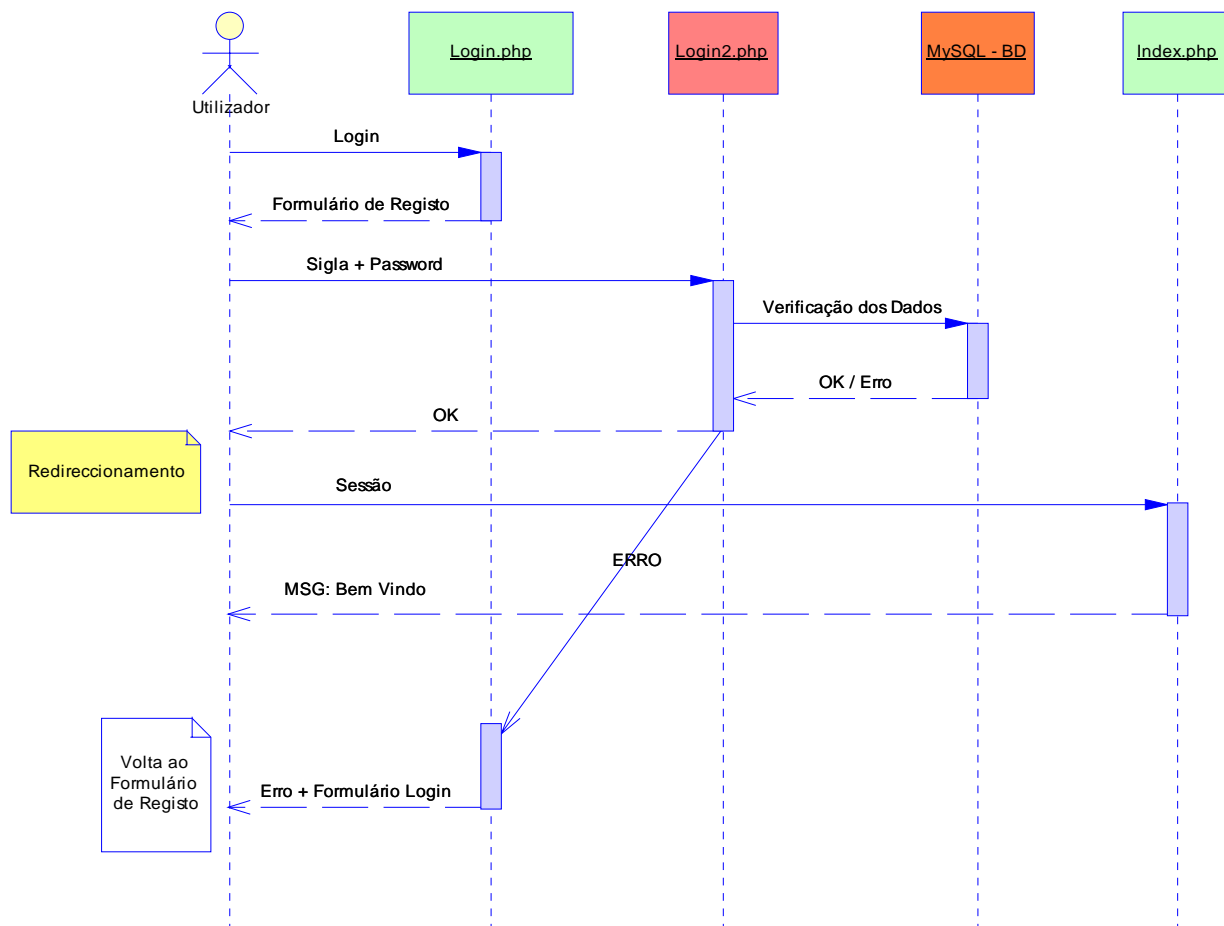 Login.php
Login2.php
MySQL - BD
Index.php
Utilizador
Login
Formulário de Registo
Sigla + Password
Verificação dos Dados
OK / Erro
OK
Redireccionamento
Sessão
ERRO
MSG: Bem Vindo
Volta ao
Formulário
de Registo
Erro + Formulário Login